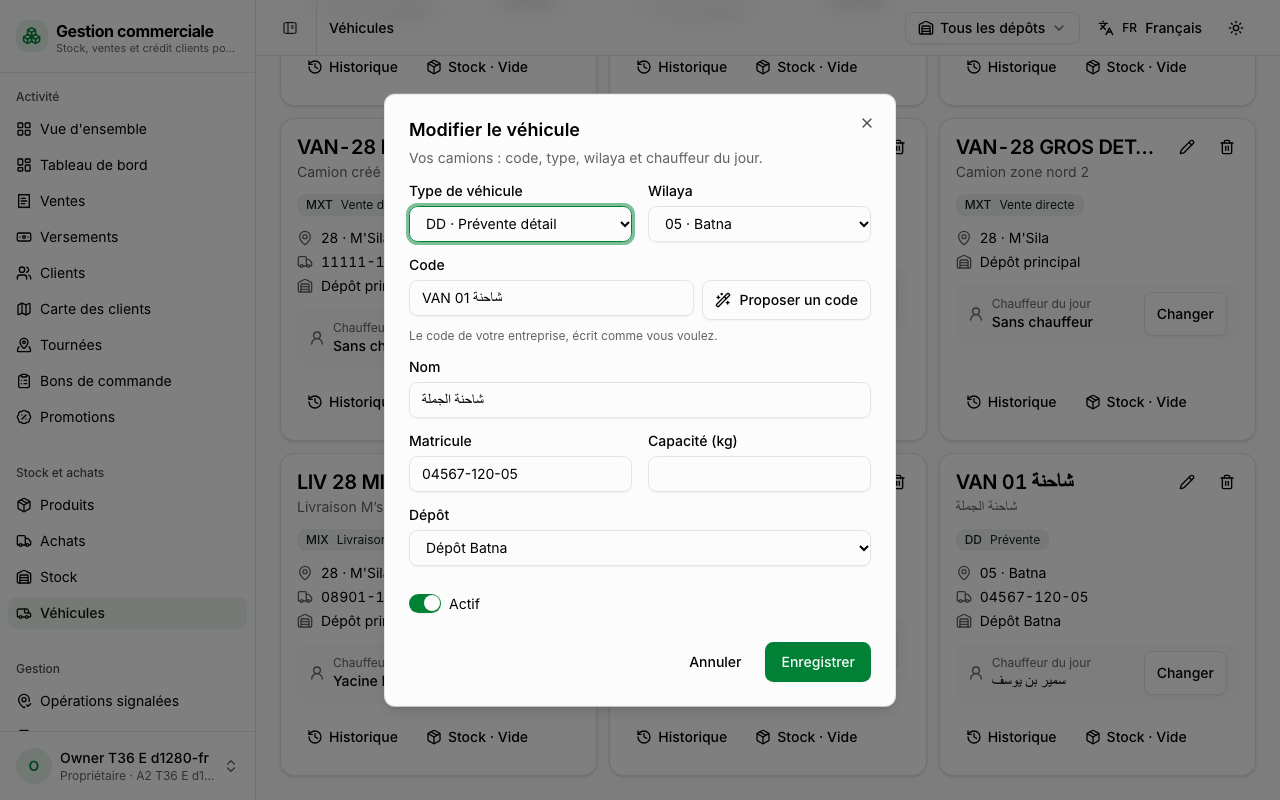 Gestion commerciale
Stock, ventes et crédit clients po...
Activité
Vue d'ensemble
Tableau de bord
Ventes
Versements
Clients
Carte des clients
Tournées
Bons de commande
Promotions
Stock et achats
Produits
Achats
Stock
Véhicules
Gestion
Opérations signalées
O
Owner T36 E d1280-fr
Propriétaire · A2 T36 E d1...
Véhicules
Tous les dépôts
FR Français
Historique
Stock · Vide
Historique
Stock · Vide
Historique
Stock · Vide
VAN-28
Camion créé
MXT Vente d
28 · M'Sila
11111-1
Dépôt pri
Chauffeu
Sans ch
Historiq
VAN-28 GROS DET...
Camion zone nord 2
MXT Vente directe
28 · M'Sila
Dépôt principal
Chauffeur du jour
Sans chauffeur
Changer
Historique
Stock · Vide
LIV 28 MI
Livraison M's
MIX Livraison
28 · M'Sila
08901-1
Dépôt pri
Chauffeu
Yacine
Historique
Stock · Vide
Historique
Stock · Vide
VAN 01 شاحنة
شاحنة الجملة
DD Prévente
05 · Batna
04567-120-05
Dépôt Batna
Chauffeur du jour
سمير بن يوسف
Changer
Historique
Stock · Vide
Modifier le véhicule
Vos camions : code, type, wilaya et chauffeur du jour.
Type de véhicule
DD · Prévente détail
Wilaya
05 · Batna
Code
VAN 01 شاحنة
Proposer un code
Le code de votre entreprise, écrit comme vous voulez.
Nom
شاحنة الجملة
Matricule
04567-120-05
Capacité (kg)
Dépôt
Dépôt Batna
Actif
Annuler
Enregistrer